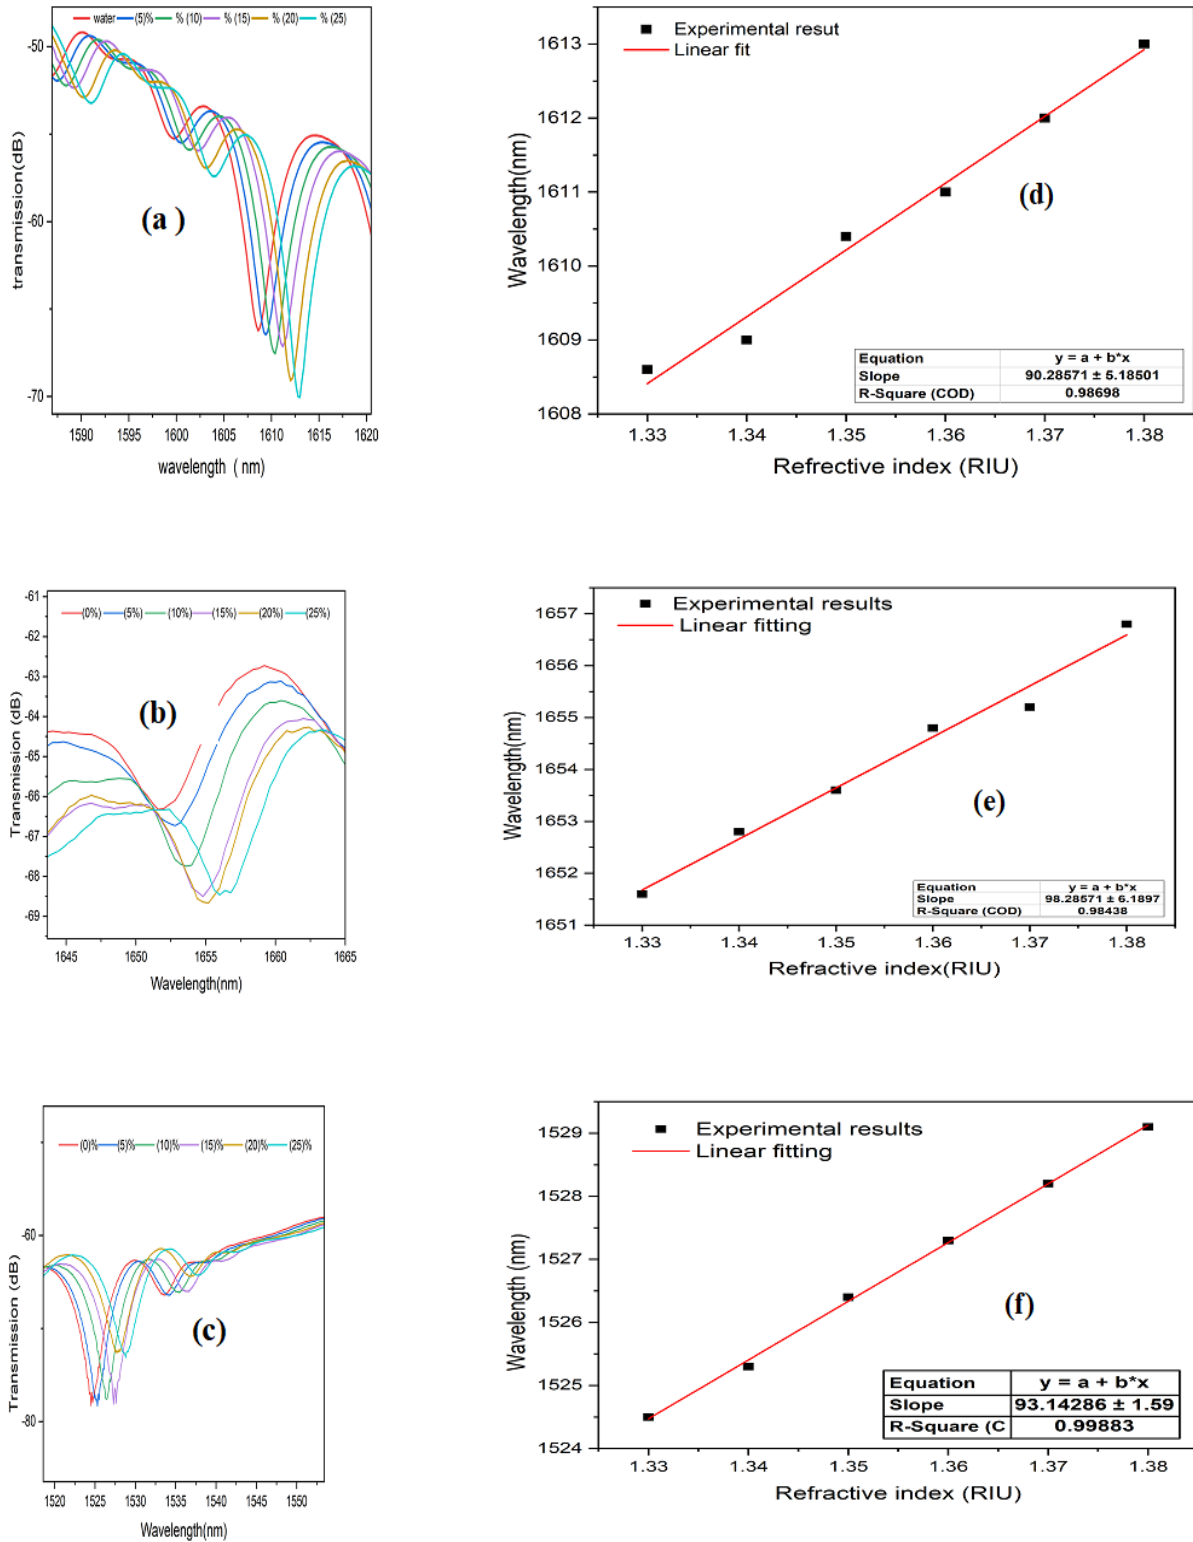 water (5)% % (10) % (15) % (20) % (25)
-50
-60
-70
transmission(dB)
(a )
1590 1595 1600 1605 1610 1615 1620
wavelength ( nm)
Experimental resut
Linear fit
1613
1612
1611
1610
1609
1608
Wavelength(nm)
(d)
Equation y = a + b*x
Slope 90.28571 ± 5.18501
R-Square (COD) 0.98698
1.33 1.34 1.35 1.36 1.37 1.38
Refrective index (RIU)
-61
-62
-63
-64
-65
-66
-67
-68
-69
(0%) (5%) (10%) (15%) (20%) (25%)
Transmission (dB)
(b)
1645 1650 1655 1660 1665
Wavelength(nm)
Experimental results
Linear fitting
1657
1656
1655
1654
1653
1652
1651
Wavelength(nm)
(e)
Equation y = a + b*x
Slope 98.28571 ± 6.1897
R-Square (COD) 0.98438
1.33 1.34 1.35 1.36 1.37 1.38
Refractive index(RIU)
(0)% (5)% (10)% (15)% (20)% (25)%
-60
-80
Transmission (dB)
(c)
1520 1525 1530 1535 1540 1545 1550
Wavelength(nm)
Experimental results
Linear fitting
1529
1528
1527
1526
1525
1524
Wavelength (nm)
(f)
Equation y = a + b*x
Slope 93.14286 ± 1.59
R-Square (C 0.99883
1.33 1.34 1.35 1.36 1.37 1.38
Refractive index (RIU)